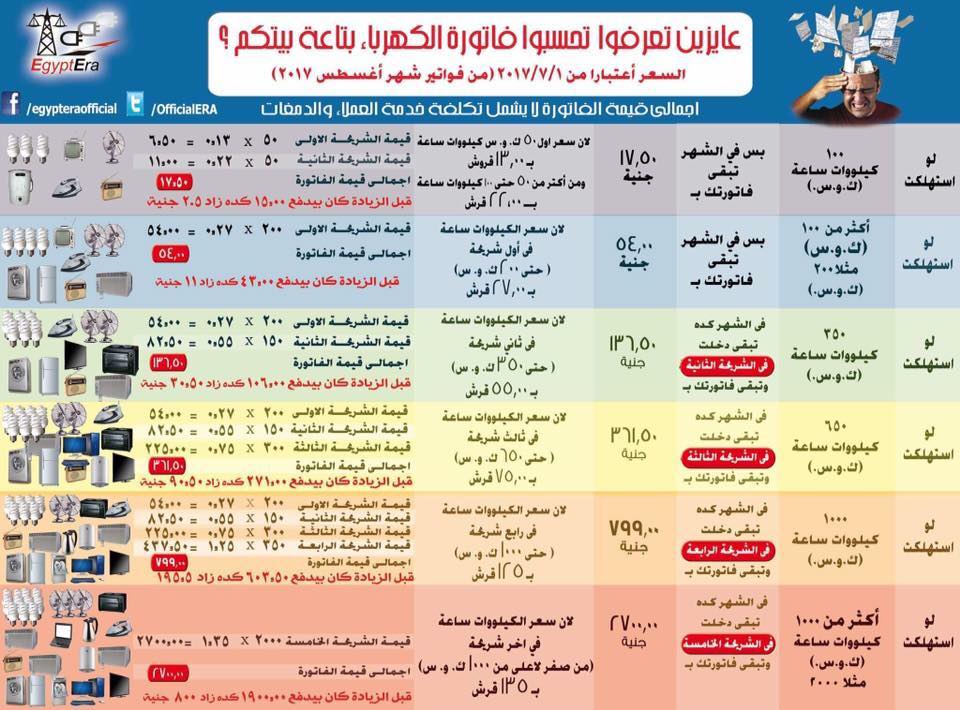 EgyptEra
/egypteraofficial
/OfficialERA
عايزين تعرفوا تحسبوا فاتورة الكهرباء بتاعة بيتكم ؟
السعر أعتبارا من ٢٠١٧/٧/١ (من فواتير شهر أغسطس ٢٠١٧)
اجمالى قيمة الفاتورة لا يشمل تكلفة خدمة العملاء والدمغات
لو
استهلكت
١٠٠
كيلووات ساعة
(ك.و.س.)
بس في الشهر
تبقى
فاتورتك بـ
١٧,٥٠
جنية
لان سعر اول ٥٠ ك. و. س كيلووات ساعة
بـ ١٣,٠٠ قروش
ومن أكثر من ٥٠ حتى ١٠٠ كيلووات ساعة
بـ ٢٢,٠٠ قرش
قيمة الشريحة الاولى ٥٠ x ٠.١٣ = ٦.٥٠
قيمة الشريحة الثانية ٥٠ x ٠.٢٢ = ١١.٠٠
اجمالى قيمة الفاتورة ١٧.٥٠
قبل الزيادة كان بيدفع ١٥.٠٠ كده زاد ٢.٥ جنية
لو
استهلكت
أكثر من ١٠٠
(ك.و.س)
مثلا ٢٠٠
(ك.و.س.)
بس في الشهر
تبقى
فاتورتك بـ
٥٤,٠٠
جنية
لان سعر الكيلووات ساعة
في أول شريحة
( حتى ٢٠٠ ك. و. س )
بـ ٢٧,٠٠ قرش
قيمة الشريحة الاولى ٢٠٠ x ٠.٢٧ = ٥٤.٠٠
اجمالى قيمة الفاتورة ٥٤,٠٠
قبل الزيادة كان بيدفع ٤٣.٠٠ كده زاد ١١ جنية
لو
استهلكت
٣٥٠
كيلووات ساعة
(ك.و.س.)
فى الشهر كده
تبقى دخلت
فى الشريحة الثانية
وتبقى فاتورتك بـ
١٣٦,٥٠
جنية
لان سعر الكيلووات ساعة
في ثاني شريحة
( حتى ٣٥٠ ك. و. س )
بـ ٥٥,٠٠ قرش
قيمة الشريحة الاولى ٢٠٠ x ٠.٢٧ = ٥٤.٠٠
قيمة الشريحة الثانية ١٥٠ x ٠.٥٥ = ٨٢.٥٠
اجمالى قيمة الفاتورة ١٣٦,٥٠
قبل الزيادة كان بيدفع ١٠٦.٠٠ كده زاد ٣٠.٥٠ جنية
لو
استهلكت
٦٥٠
كيلووات ساعة
(ك.و.س.)
فى الشهر كده
تبقى دخلت
فى الشريحة الثالثة
وتبقى فاتورتك بـ
٣٦١,٥٠
جنية
لان سعر الكيلووات ساعة
فى ثالث شريحة
( حتى ٦٥٠ ك. و. س )
بـ ٧٥,٠٠ قرش
قيمة الشريحة الاولى ٢٠٠ x ٠.٢٧ = ٥٤.٠٠
قيمة الشريحة الثانية ١٥٠ x ٠.٥٥ = ٨٢.٥٠
قيمة الشريحة الثالثة ٣٠٠ x ٠.٧٥ = ٢٢٥.٠٠
اجمالى قيمة الفاتورة ٣٦١,٥٠
قبل الزيادة كان بيدفع ٢٧١.٠٠ كده زاد ٩٠.٥٠ جنية
لو
استهلكت
١٠٠٠
كيلووات ساعة
(ك.و.س.)
فى الشهر كده
تبقى دخلت
فى الشريحة الرابعة
وتبقى فاتورتك بـ
٧٩٩,٠٠
جنية
لان سعر الكيلووات ساعة
فى رابع شريحة
( حتى ١٠٠٠ ك. و. س )
بـ ١٢٥ قرش
قيمة الشريحة الاولى ٢٠٠ x ٠.٢٧ = ٥٤.٠٠
قيمة الشريحة الثانية ١٥٠ x ٠.٥٥ = ٨٢.٥٠
قيمة الشريحة الثالثة ٣٠٠ x ٠.٧٥ = ٢٢٥.٠٠
قيمة الشريحة الرابعة ٣٥٠ x ١.٢٥ = ٤٣٧.٥٠
اجمالى قيمة الفاتورة ٧٩٩,٠٠
قبل الزيادة كان بيدفع ٦٠٣.٥٠ كده زاد ١٩٥.٥
لو
استهلكت
أكثر من ١٠٠٠
كيلووات ساعة
(ك.و.س.)
مثلا ٢٠٠٠
فى الشهر كده
تبقى دخلت
فى الشريحة الخامسة
وتبقى فاتورتك بـ
٢٧٠٠,٠٠
جنية
لان سعر الكيلووات ساعة
فى اخر شريحة
(من صفر لاعلى من ١٠٠٠ ك. و. س)
بـ ١٣٥ قرش
قيمة الشريحة الخامسة ٢٠٠٠ x ١.٣٥ = ٢٧٠٠.٠٠
اجمالى قيمة الفاتورة ٢٧٠٠,٠٠
قبل الزيادة كان بيدفع ١٩٠٠.٠٠ كده زاد ٨٠٠ جنية